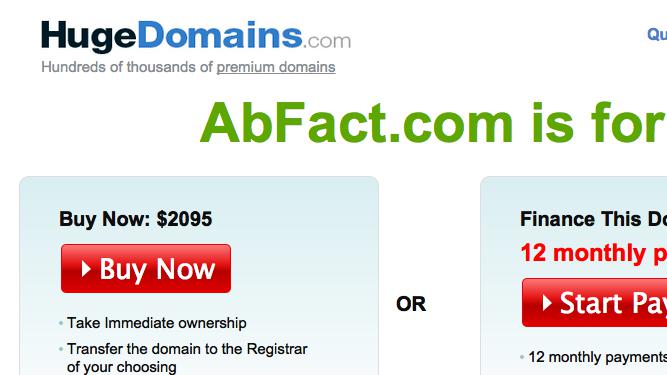 HugeDomains.com
Qu
Hundreds of thousands of premium domains
AbFact.com is for
Buy Now: $2095
Buy Now
Take Immediate ownership
Transfer the domain to the Registrar
of your choosing
OR
Finance This Do
12 monthly p
Start Pay
12 monthly payments